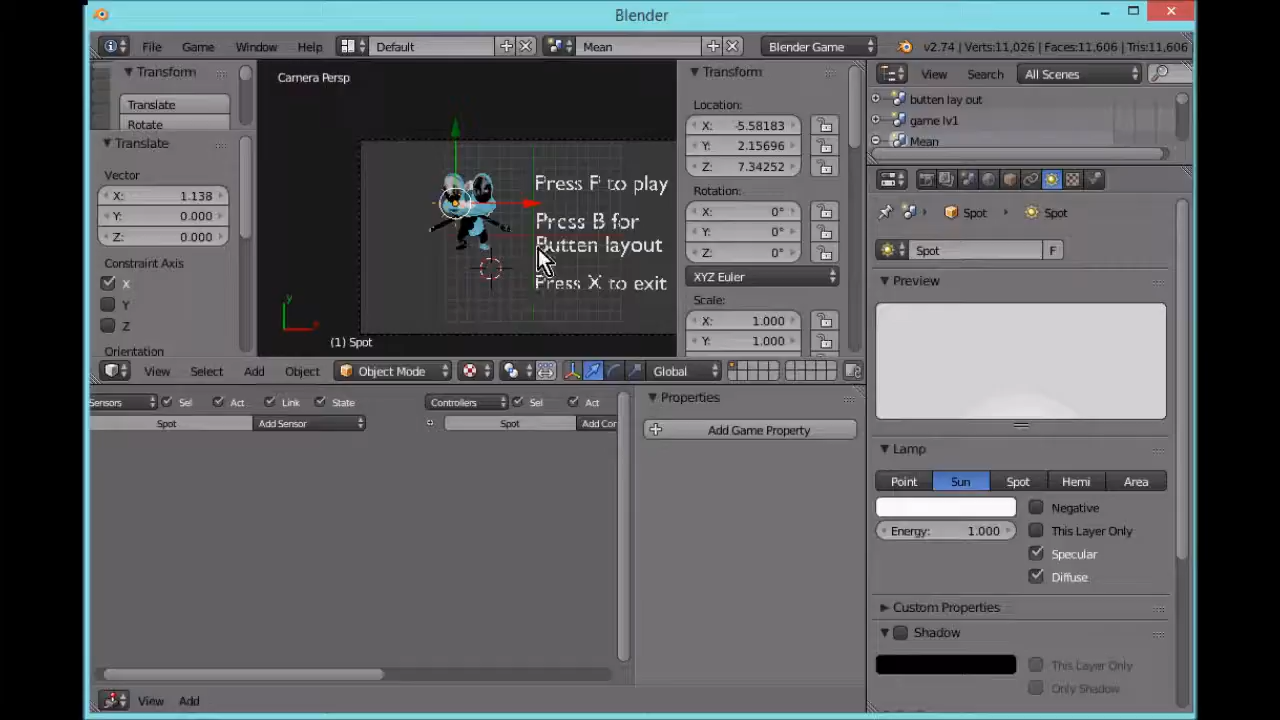 Blender
File Game Window Help Default Mean Blender Game v2.74 | Verts:11,026 | Faces:11,606 | Tris:11,606
Transform
Translate
Rotate
Translate
Vector
X: 1.138
Y: 0.000
Z: 0.000
Constraint Axis
X
Y
Z
Orientation
Camera Persp
Press P to play
Press B for
Butten layout
Press X to exit
y
(1) Spot
Transform
Location:
X: -5.58183
Y: 2.15696
Z: 7.34252
Rotation:
X: 0°
Y: 0°
Z: 0°
XYZ Euler
Scale:
X: 1.000
Y: 1.000
View Select Add Object Object Mode Global
Sensors Sel Act Link State Controllers Sel Act
Spot Add Sensor Spot Add Con
Properties
Add Game Property
View Add
View Search All Scenes
butten lay out
game lv1
Mean
Spot Spot
Spot F
Preview
Lamp
Point Sun Spot Hemi Area
Negative
Energy: 1.000 This Layer Only
Specular
Diffuse
Custom Properties
Shadow
This Layer Only
Only Shadow